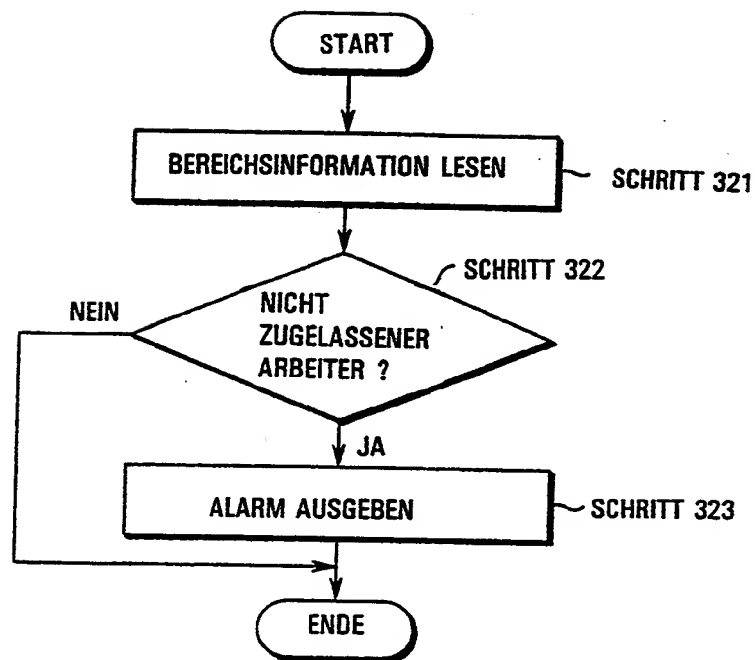 START
BEREICHSINFORMATION LESEN
SCHRITT 321
SCHRITT 322
NEIN
NICHT
ZUGELASSENER
ARBEITER ?
JA
ALARM AUSGEBEN
SCHRITT 323
ENDE